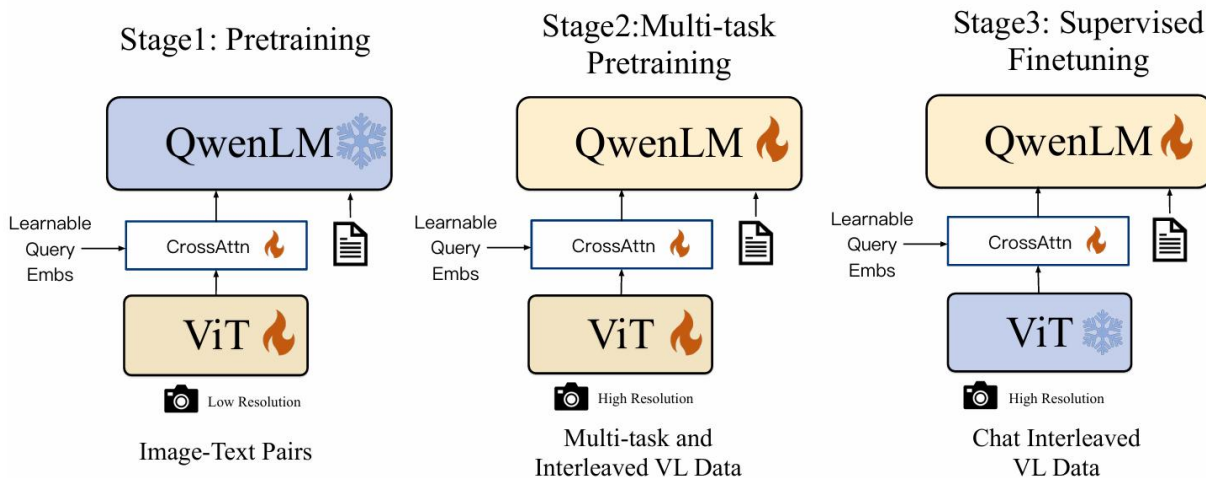 Stage1: Pretraining
QwenLM
Learnable
Query
Embs
CrossAttn
ViT
Low Resolution
Image-Text Pairs
Stage2:Multi-task
Pretraining
QwenLM
Learnable
Query
Embs
CrossAttn
ViT
High Resolution
Multi-task and
Interleaved VL Data
Stage3: Supervised
Finetuning
QwenLM
Learnable
Query
Embs
CrossAttn
ViT
High Resolution
Chat Interleaved
VL Data